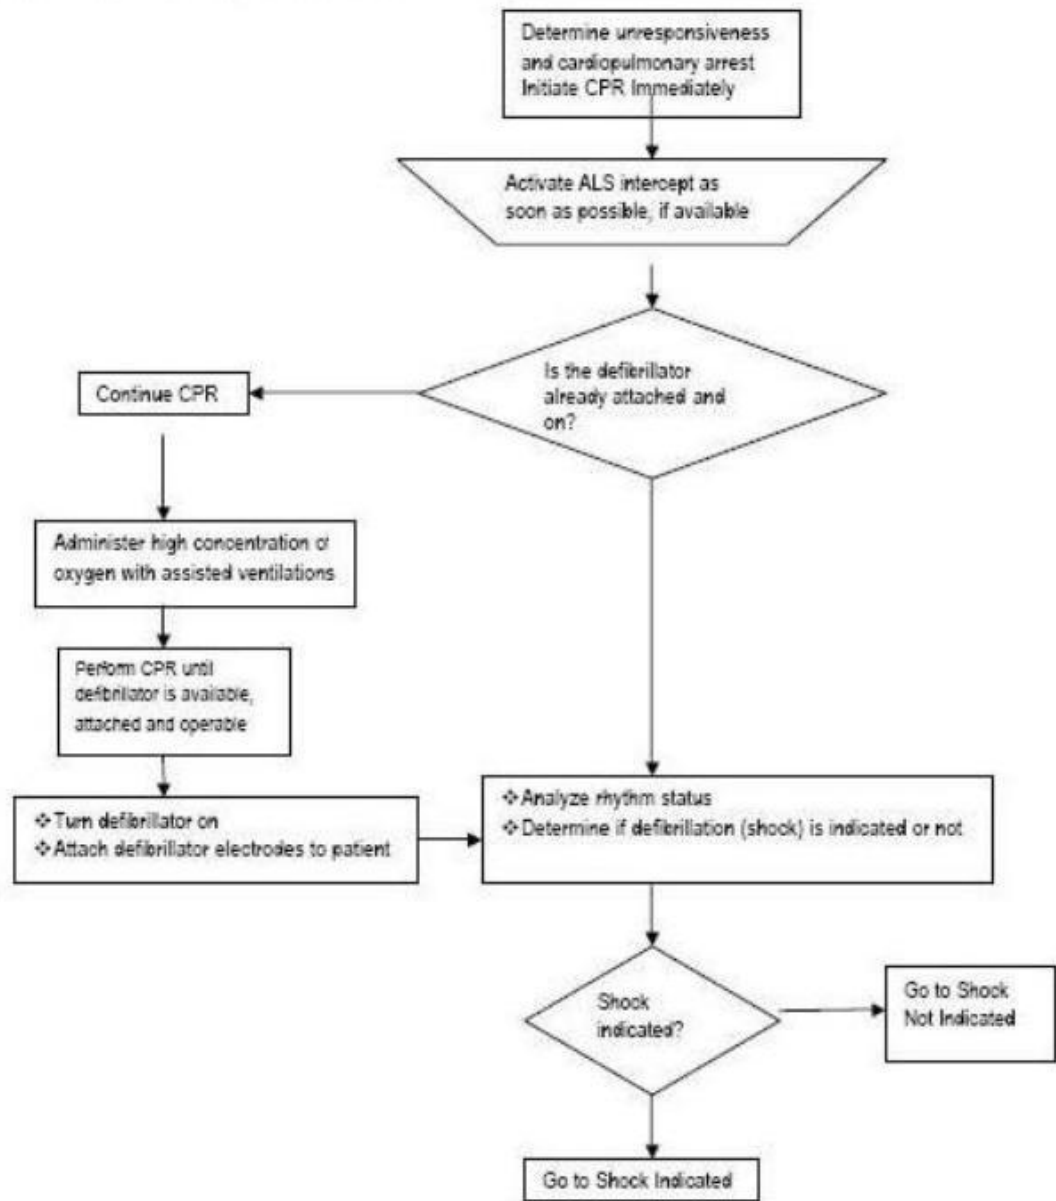 Determine unresponsiveness
and cardiopulmonary arrest
Initiate CPR Immediately
Activate ALS intercept as
soon as possible, if available
Is the defibrillator
already attached and
on?
Continue CPR
Administer high concentration of
oxygen with assisted ventilations
Perform CPR until
defibrillator is available,
attached and operable
❖Turn defibrillator on
❖Attach defibrillator electrodes to patient
❖Analyze rhythm status
❖Determine if defibrillation (shock) is indicated or not
Shock
indicated?
Go to Shock
Not Indicated
Go to Shock Indicated